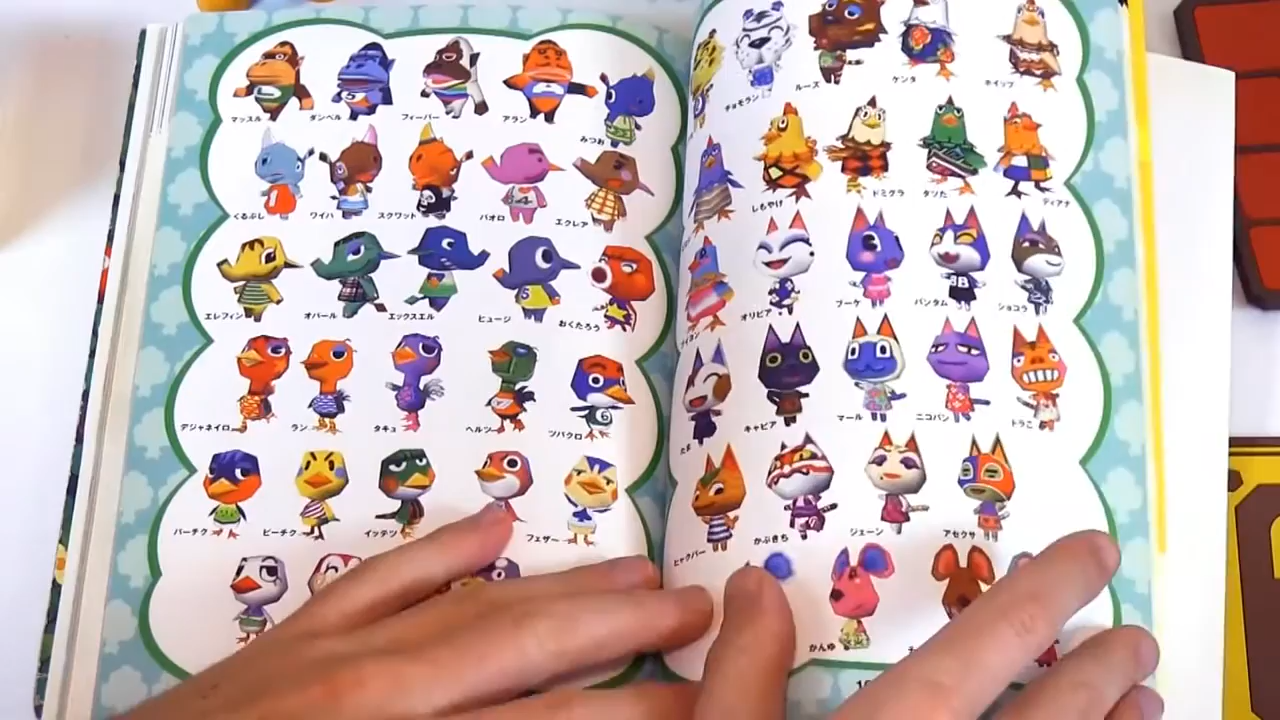 マッスル ダンベル フィーバー アラン みつお
くるぶし ワイハ スクワット パオロ エクレア
エレフィン オパール エックスエル ヒュージ おくたろう
デジャネイロ ラン タキュ ヘルツ ツバクロ
パーチク ピーチク イッテツ フェザー
チョモラン ルーズ ケンタ ホイップ
しもやけ ドミグラ タツた ディアナ
オリビア ブーケ バンタム ショコラ
たま キャビア マール ニコバン トラこ
ヒャクパー かぶきち ジェーン アセクサ
かんゆ